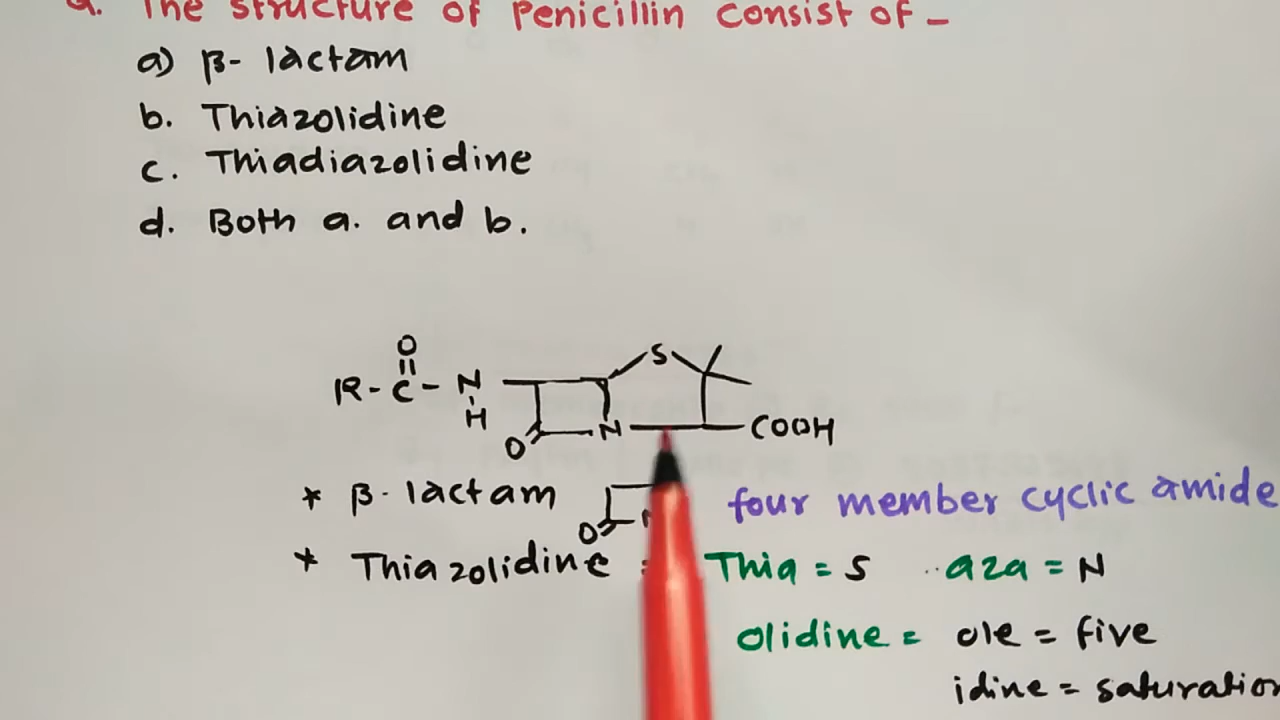 Q. The structure of Penicillin consist of -
a) β- lactam
b. Thiazolidine
c. Thiadiazolidine
d. Both a. and b.
O
R - C - N
H
S
O
N
COOH
* β- lactam four member cyclic amide
O
* Thiazolidine : Thia = S aza = N
olidine = ole = five
idine = saturation